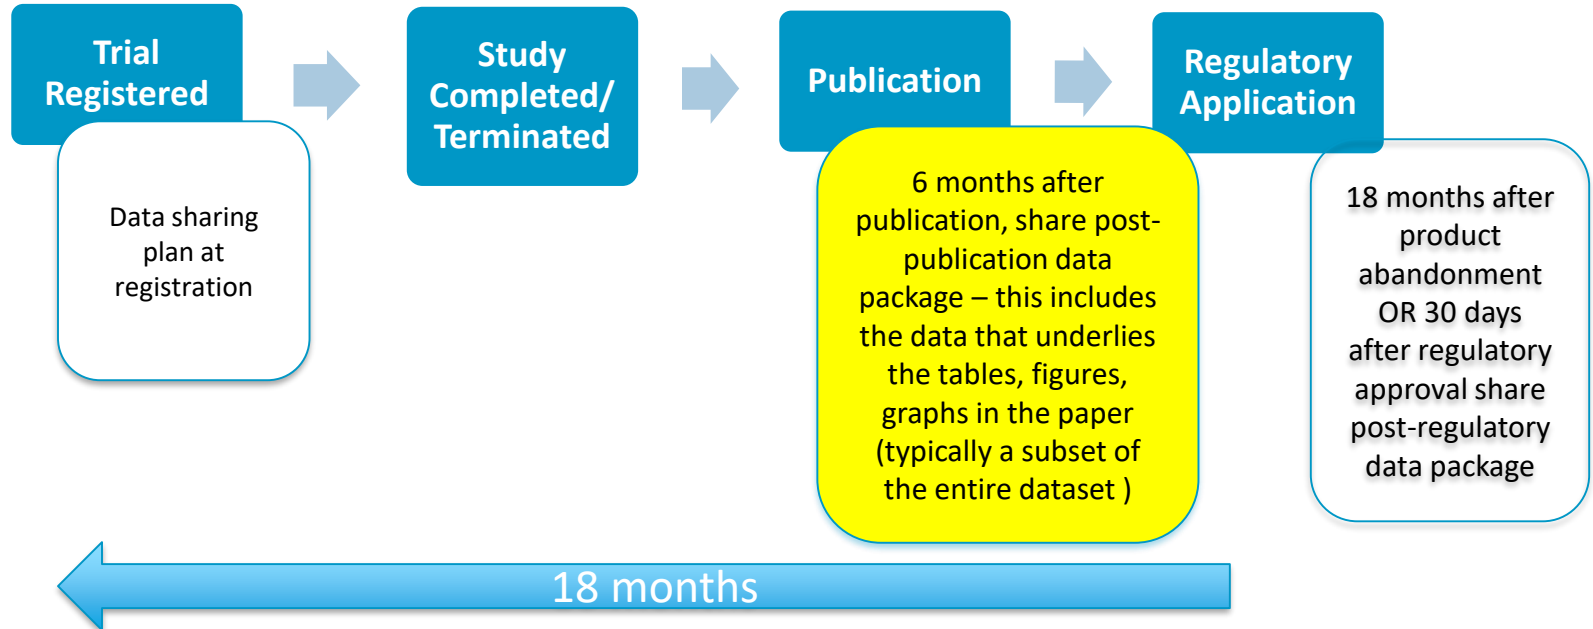 Trial
Registered
Study
Completed/
Terminated
Publication
Regulatory
Application
Data sharing
plan at
registration
6 months after
publication, share post-
publication data
package – this includes
the data that underlies
the tables, figures,
graphs in the paper
(typically a subset of
the entire dataset )
18 months after
product
abandonment
OR 30 days
after regulatory
approval share
post-regulatory
data package
18 months